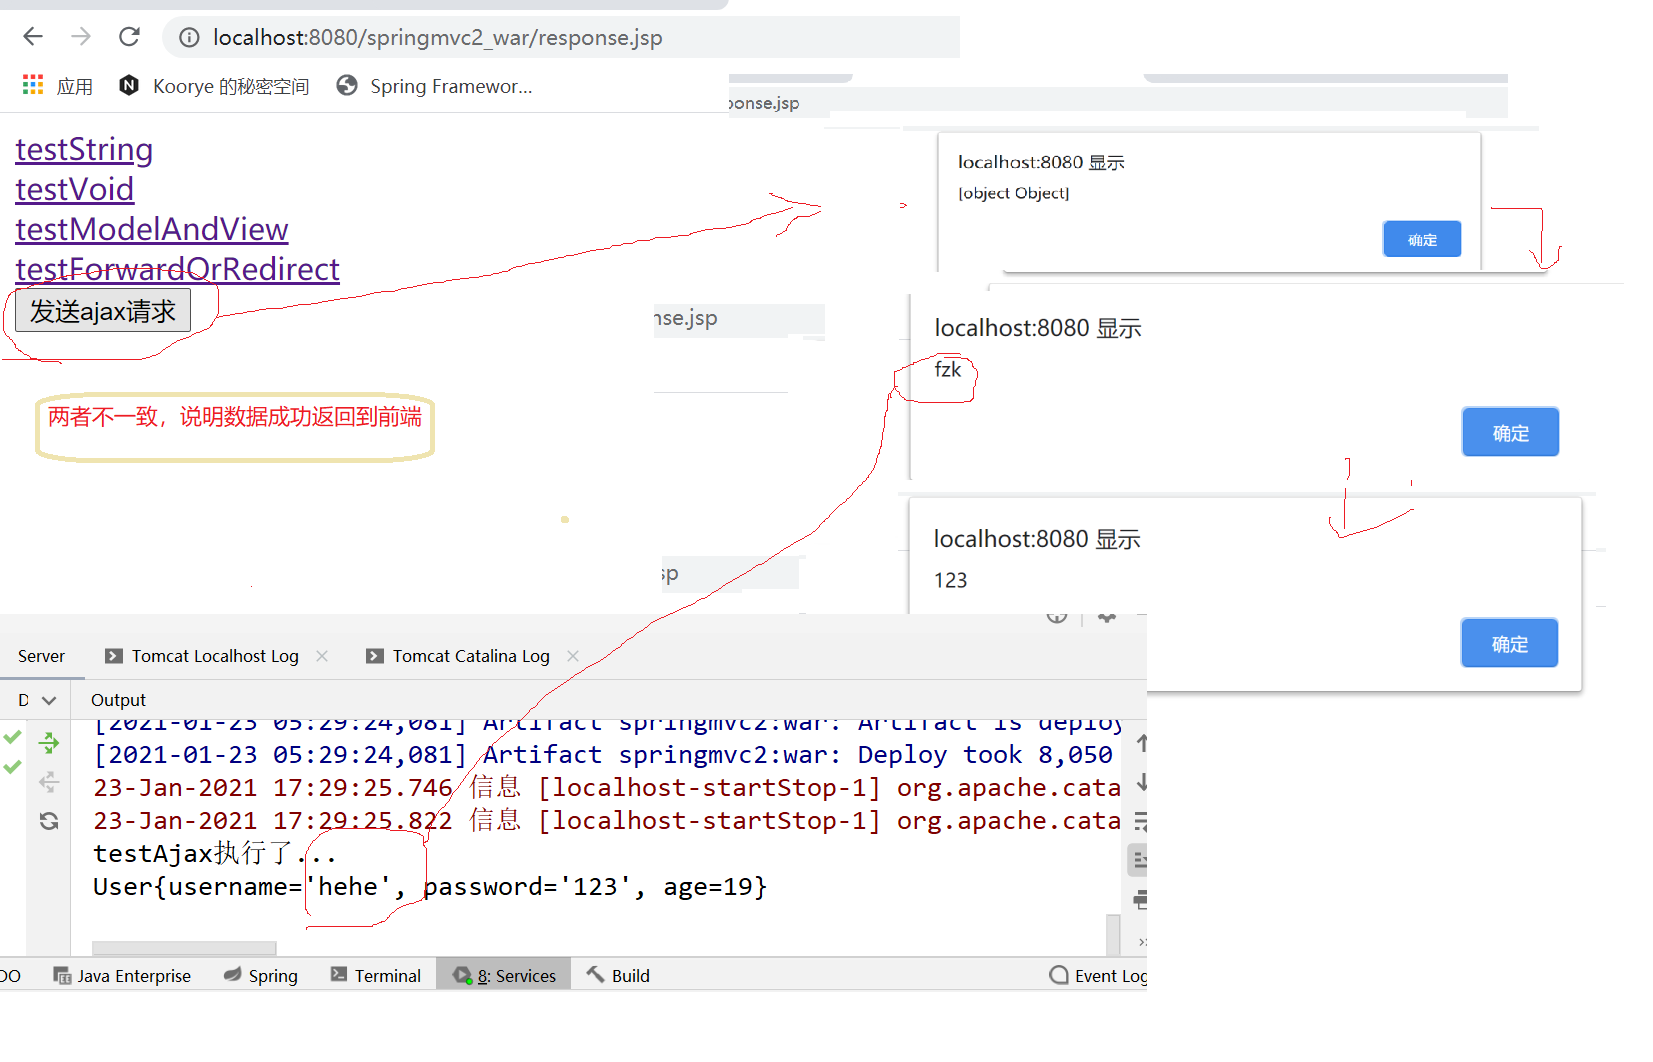 localhost:8080/springmvc2_war/response.jsp
应用 Koorye 的秘密空间 Spring Framewor...
ponse.jsp
testString
testVoid
testModelAndView
testForwardOrRedirect
发送ajax请求
localhost:8080 显示
[object Object]
确定
nse.jsp
localhost:8080 显示
fzk
确定
两者不一致，说明数据成功返回到前端
sp
localhost:8080 显示
123
确定
Server Tomcat Localhost Log Tomcat Catalina Log
D Output
[2021-01-23 05:29:24,081] Artifact springmvc2:war: Artifact is deploy
[2021-01-23 05:29:24,081] Artifact springmvc2:war: Deploy took 8,050
23-Jan-2021 17:29:25.746 信息 [localhost-startStop-1] org.apache.cata
23-Jan-2021 17:29:25.822 信息 [localhost-startStop-1] org.apache.cata
testAjax执行了...
User{username='hehe', password='123', age=19}
DO Java Enterprise Spring Terminal 8: Services Build Event Log